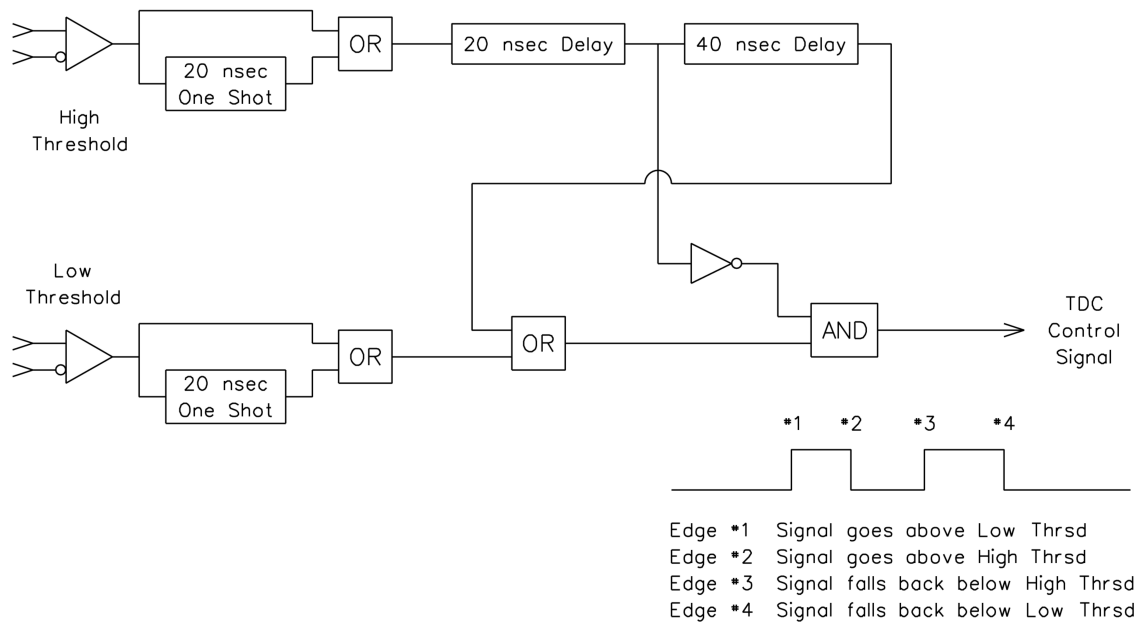 OR
20 nsec Delay
40 nsec Delay
20 nsec
One Shot
High
Threshold
Low
Threshold
TDC
Control
Signal
OR
AND
OR
20 nsec
One Shot
#1 #2 #3 #4
Edge #1 Signal goes above Low Thrsd
Edge #2 Signal goes above High Thrsd
Edge #3 Signal falls back below High Thrsd
Edge #4 Signal falls back below Low Thrsd